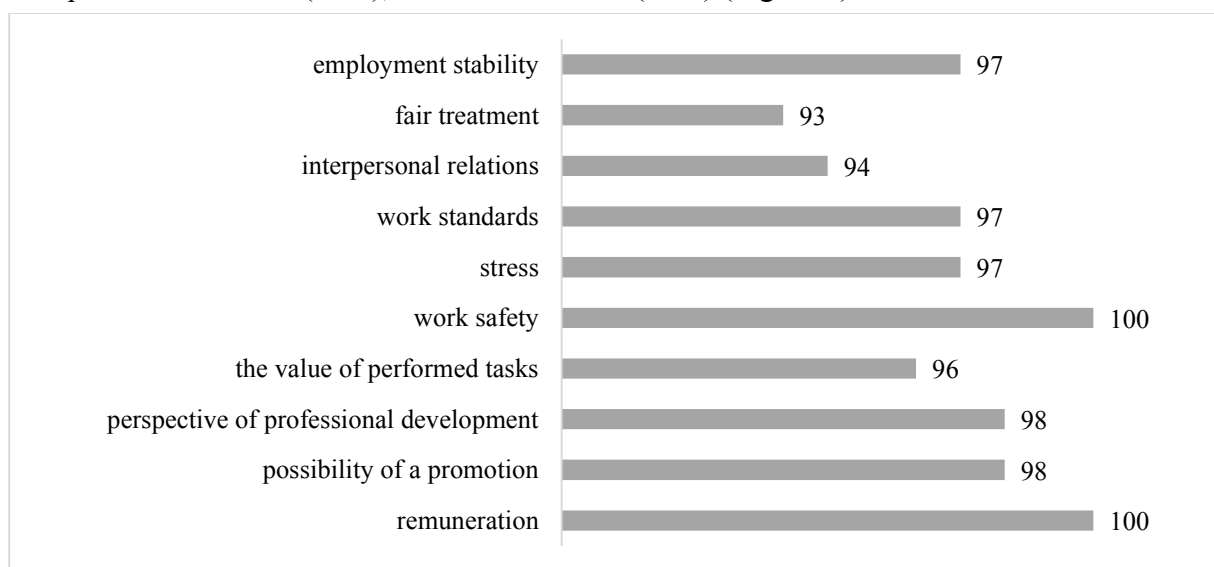 employment stability 97
fair treatment 93
interpersonal relations 94
work standards 97
stress 97
work safety 100
the value of performed tasks 96
perspective of professional development 98
possibility of a promotion 98
remuneration 100